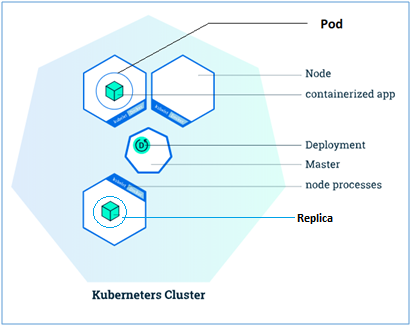 Pod
Node
containerized app
Deployment
Master
node processes
Replica
Kuberneters Cluster